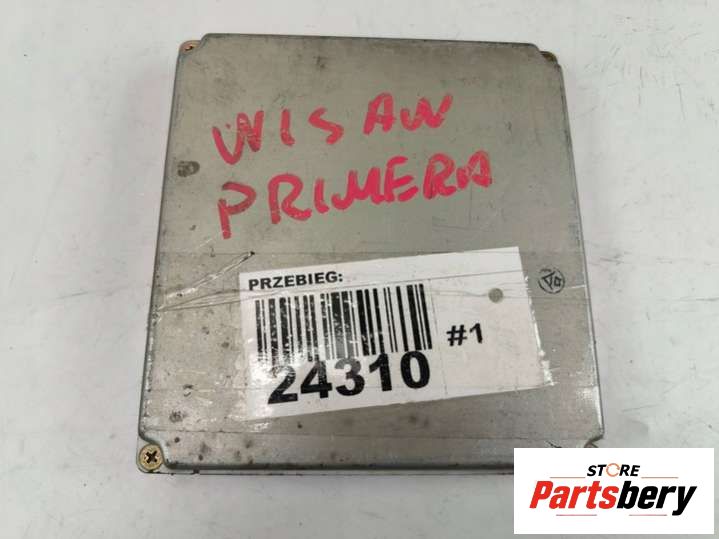 WISAN
PRIMERA
PRZEBIEG:
#1
24310
STORE
Partsbery